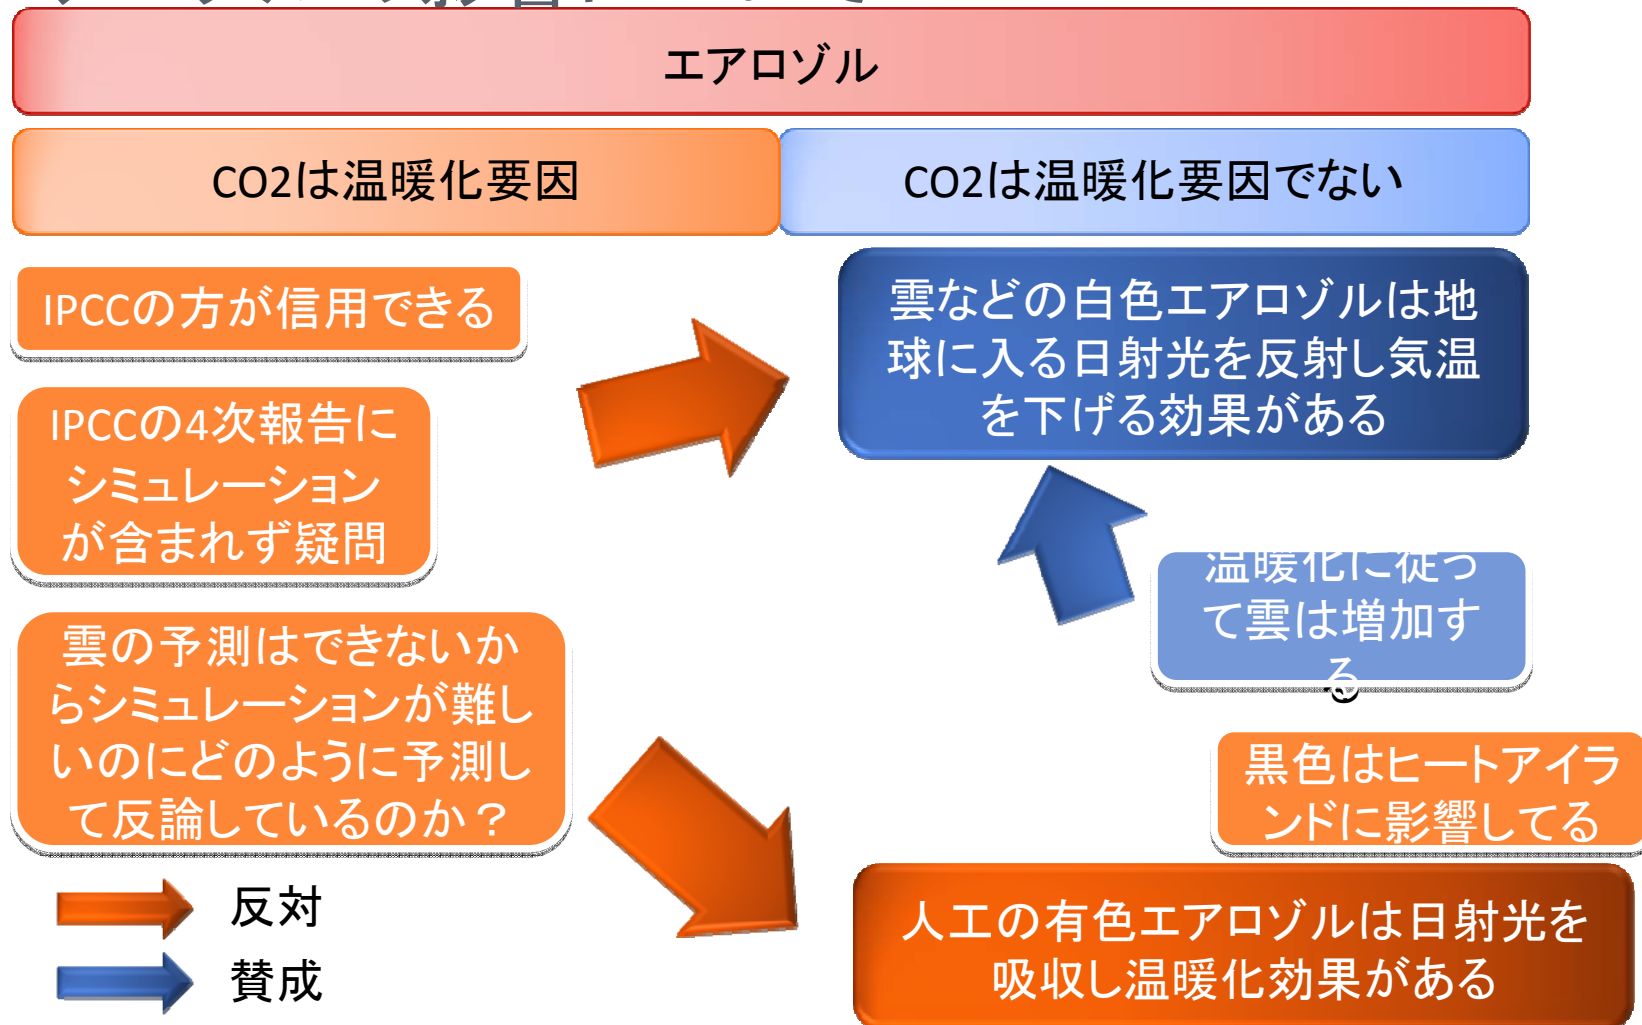 エアロゾル
CO2は温暖化要因
CO2は温暖化要因でない
IPCCの方が信用できる
IPCCの4次報告に
シミュレーション
が含まれず疑問
雲の予測はできないか
らシミュレーションが難し
いのにどのように予測し
て反論しているのか？
反対
賛成
雲などの白色エアロゾルは地
球に入る日射光を反射し気温
を下げる効果がある
温暖化に従っ
て雲は増加す
る
黒色はヒートアイラ
ンドに影響してる
人工の有色エアロゾルは日射光を
吸収し温暖化効果がある